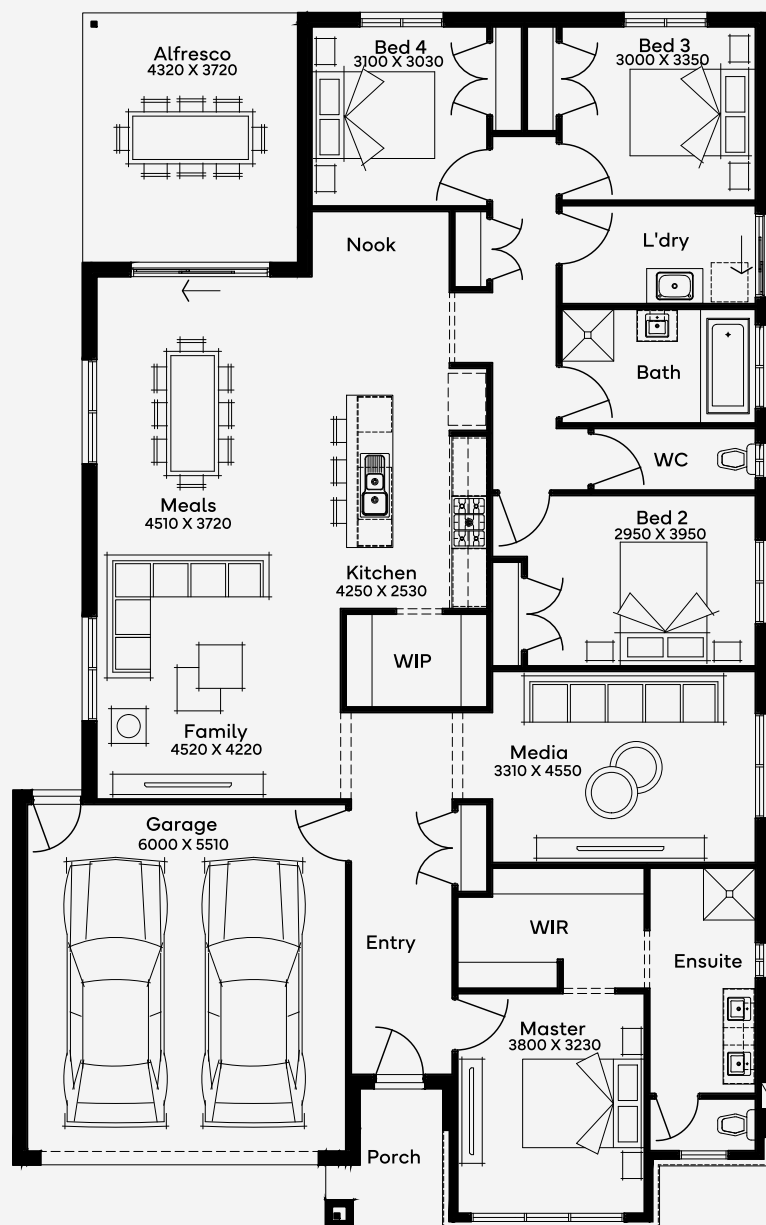 Alfresco
4320 X 3720
Bed 4
3100 X 3030
Bed 3
3000 X 3350
Nook
L'dry
Bath
WC
Meals
4510 X 3720
Bed 2
2950 X 3950
Kitchen
4250 X 2530
WIP
Family
4520 X 4220
Media
3310 X 4550
Garage
6000 X 5510
Entry
WIR
Ensuite
Master
3800 X 3230
Porch